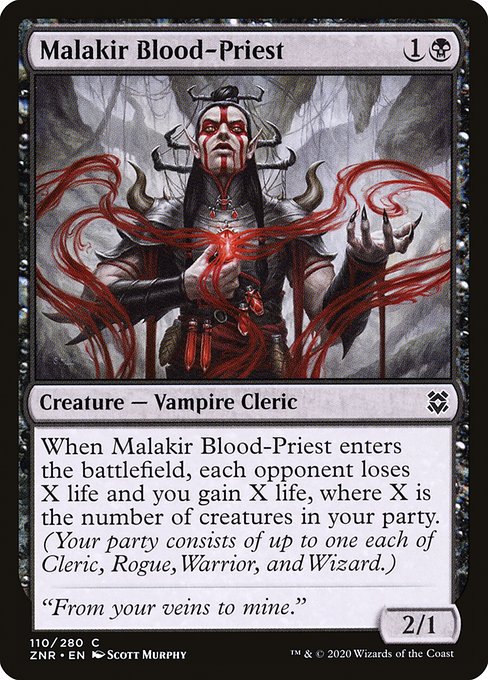 Malakir Blood-Priest 1
Creature — Vampire Cleric
When Malakir Blood-Priest enters
the battlefield, each opponent loses
X life and you gain X life, where X is
the number of creatures in your party.
(Your party consists of up to one each of
Cleric, Rogue, Warrior, and Wizard.)
“From your veins to mine.”
2/1
110/280 C
ZNR • EN Scott Murphy
™ & © 2020 Wizards of the Coast